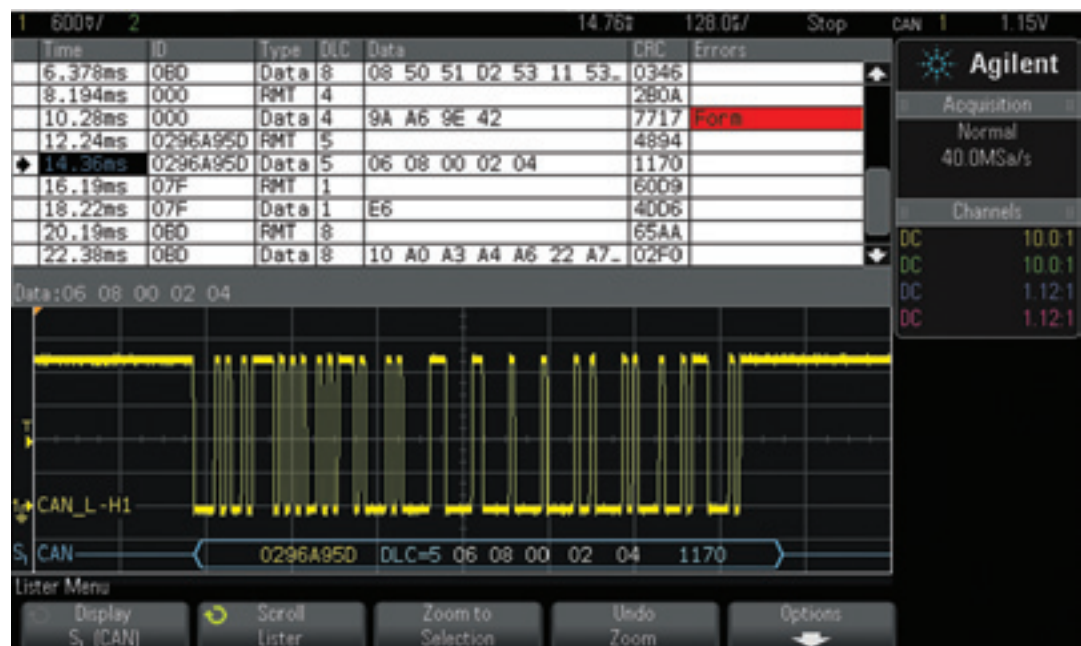 1 600▽/ 2 14.76s 128.0s/ Stop CAN 1 1.15V
Time ID Type DLC Data CRC Errors
6.378ms 0BD Data 8 08 50 51 D2 53 11 53… 0346
8.194ms 000 RMT 4 2B0A
10.28ms 000 Data 4 9A A6 9E 42 7717 Form
12.24ms 0296A95D RMT 5 4894
14.36ms 0296A95D Data 5 06 08 00 02 04 1170
16.19ms 07F RMT 1 60D9
18.22ms 07F Data 1 E6 40D6
20.19ms 0BD RMT 8 65AA
22.38ms 0BD Data 8 10 A0 A3 A4 A6 22 A7… 02F0
Data:06 08 00 02 04
Agilent
Acquisition
Normal
40.0MSa/s
Channels
DC 10.0:1
DC 10.0:1
DC 1.12:1
DC 1.12:1
T
CAN_L-H1
S₁ CAN 0296A95D DLC=5 06 08 00 02 04 1170
Lister Menu
Display Scroll Zoom to Undo Options
S₁ (CAN) Lister Selection Zoom